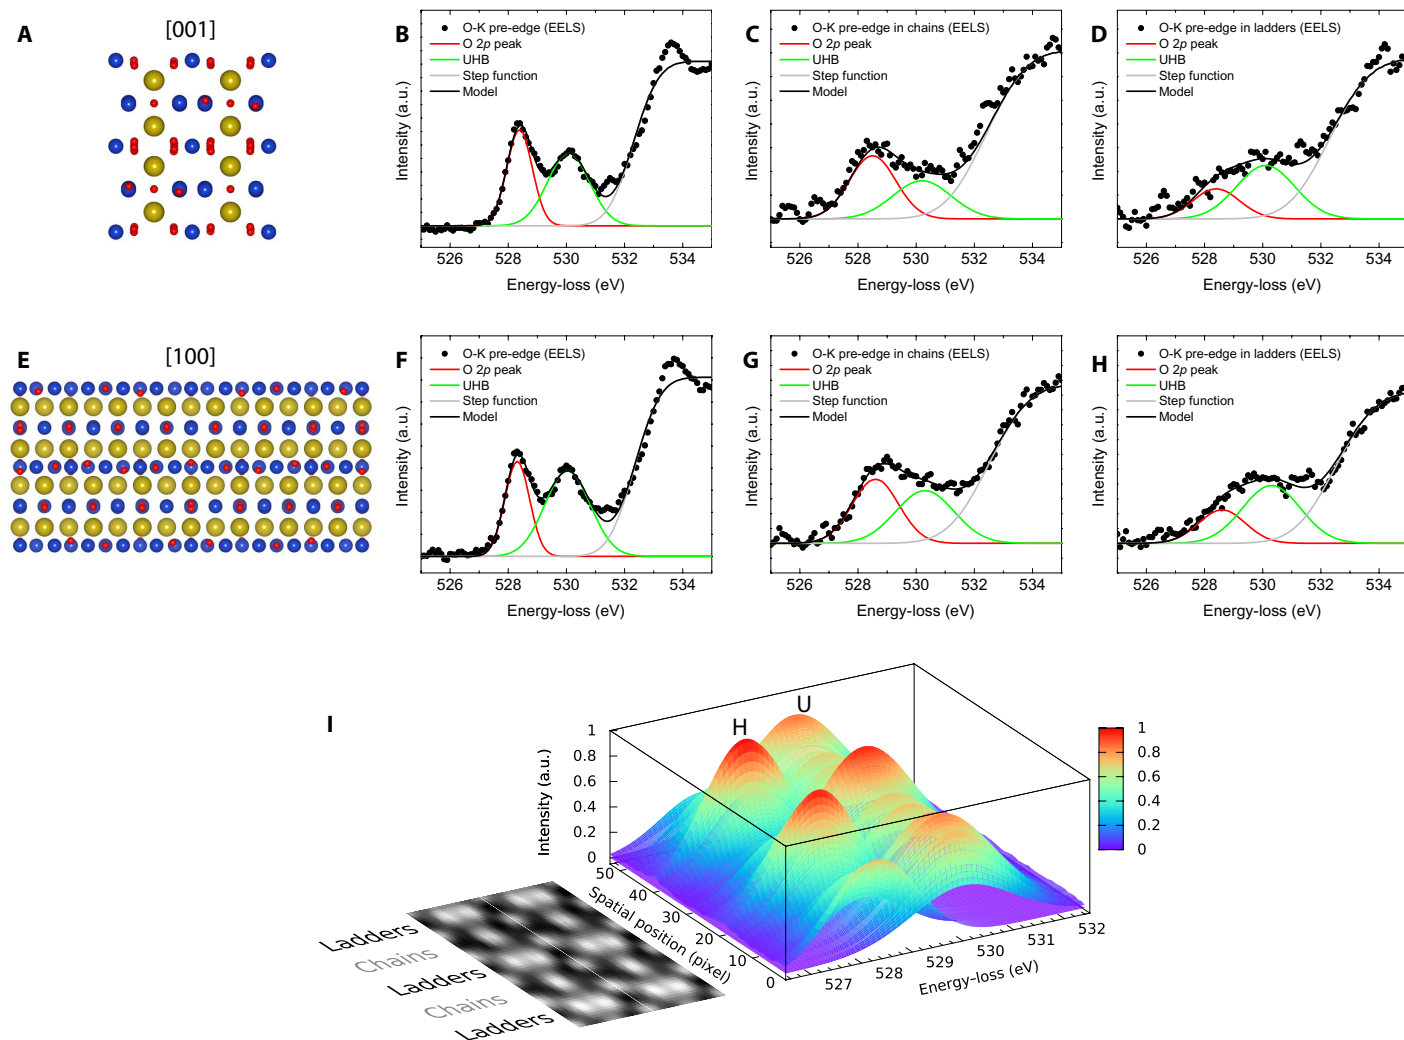 A
[001]
B
O-K pre-edge (EELS)
O 2p peak
UHB
Step function
Model
Intensity (a.u.)
526 528 530 532 534
Energy-loss (eV)
C
O-K pre-edge in chains (EELS)
O 2p peak
UHB
Step function
Model
Intensity (a.u.)
526 528 530 532 534
Energy-loss (eV)
D
O-K pre-edge in ladders (EELS)
O 2p peak
UHB
Step function
Model
Intensity (a.u.)
526 528 530 532 534
Energy-loss (eV)
E
[100]
F
O-K pre-edge (EELS)
O 2p peak
UHB
Step function
Model
Intensity (a.u.)
526 528 530 532 534
Energy-loss (eV)
G
O-K pre-edge in chains (EELS)
O 2p peak
UHB
Step function
Model
Intensity (a.u.)
526 528 530 532 534
Energy-loss (eV)
H
O-K pre-edge in ladders (EELS)
O 2p peak
UHB
Step function
Model
Intensity (a.u.)
526 528 530 532 534
Energy-loss (eV)
I
H
U
Intensity (a.u.)
1
0.8
0.6
0.4
0.2
0
50 40 30 20 10 0
Spatial position (pixel)
527 528 529 530 531 532
Energy–loss (eV)
1
0.8
0.6
0.4
0.2
0
Ladders
Chains
Ladders
Chains
Ladders